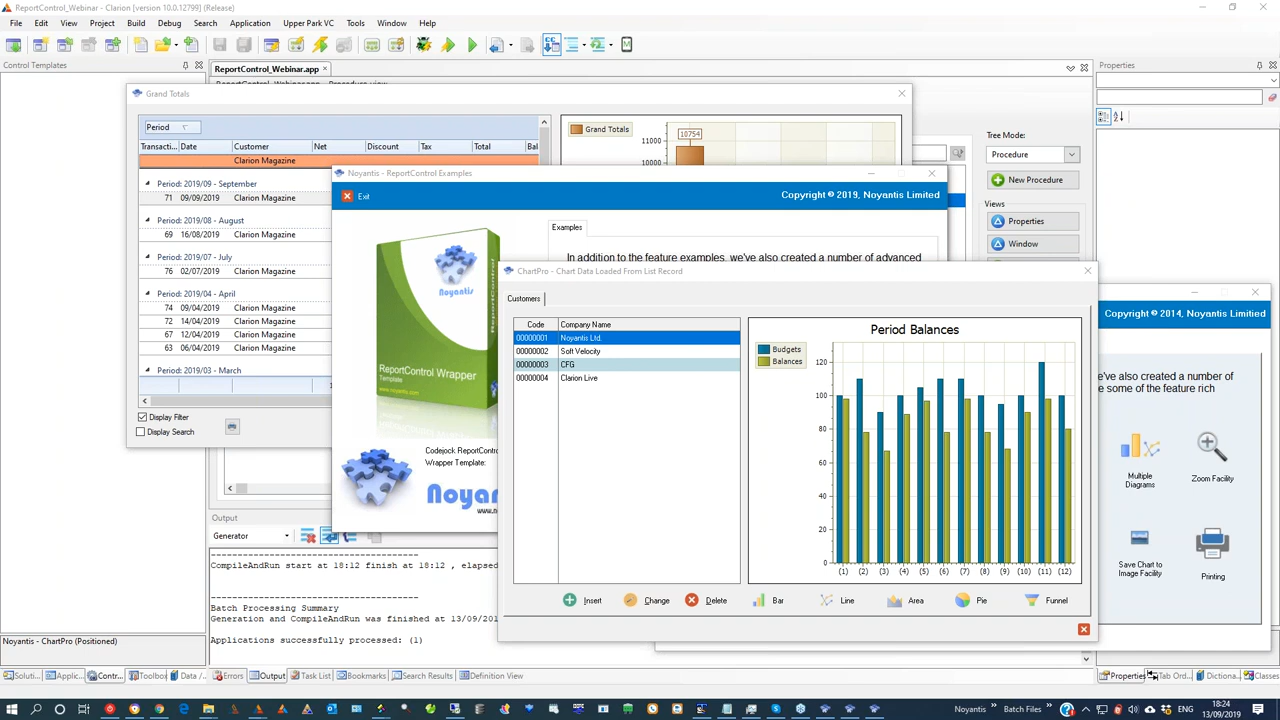 ReportControl_Webinar - Clarion [version 10.0.12799] (Release)
File Edit View Project Build Debug Search Application Upper Park VC Tools Window Help
Control Templates
ReportControl_Webinar.app
Properties
Grand Totals
Period
Transacti... Date Customer Net Discount Tax Total Bal
Clarion Magazine
Period: 2019/09 - September
71 09/09/2019 Clarion Magazine
Period: 2019/08 - August
69 16/08/2019 Clarion Magazine
Period: 2019/07 - July
76 02/07/2019 Clarion Magazine
Period: 2019/04 - April
74 09/04/2019 Clarion Magazine
72 14/04/2019 Clarion Magazine
67 12/04/2019 Clarion Magazine
63 06/04/2019 Clarion Magazine
Period: 2019/03 - March
Display Filter
Display Search
Grand Totals
10754
11000
10000
Tree Mode:
Procedure
New Procedure
Views
Properties
Window
Noyantis - ReportControl Examples
Exit
Copyright © 2019, Noyantis Limited
Examples
In addition to the feature examples, we've also created a number of advanced
Noyantis
ReportControl Wrapper
Template
Codejock ReportContro
Wrapper Template:
Noyan
ChartPro - Chart Data Loaded From List Record
Customers
Code Company Name
00000001 Noyantis Ltd.
00000002 Soft Velocity
00000003 CFG
00000004 Clarion Live
Period Balances
Budgets
Balances
120
100
80
60
40
20
0
(1) (2) (3) (4) (5) (6) (7) (8) (9) (10) (11) (12)
Insert Change Delete Bar Line Area Pie Funnel
Copyright © 2014, Noyantis Limited
've also created a number of
some of the feature rich
Multiple
Diagrams
Zoom Facility
Save Chart to
Image Facility
Printing
Output
Generator
CompileAndRun start at 18:12 finish at 18:12 , elapsed
Batch Processing Summary
Generation and CompileAndRun was finished at 13/09/201
Applications successfully processed: (1)
Noyantis - ChartPro (Positioned)
Soluti... Applic... Contr... Toolbox Data /... Errors Output Task List Bookmarks Search Results Definition View Properties Tab Ord... Dictiona... Classes
Noyantis Batch Files ENG 18:24
13/09/2019